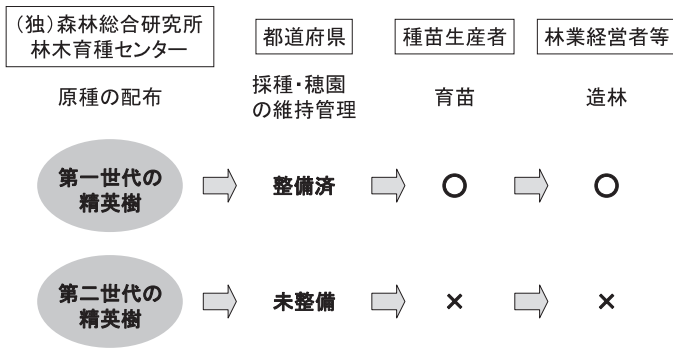 (独)森林総合研究所
林木育種センター
都道府県
種苗生産者
林業経営者等
原種の配布
採種・穂園
の維持管理
育苗
造林
第一世代の
精英樹
整備済
○
○
第二世代の
精英樹
未整備
×
×